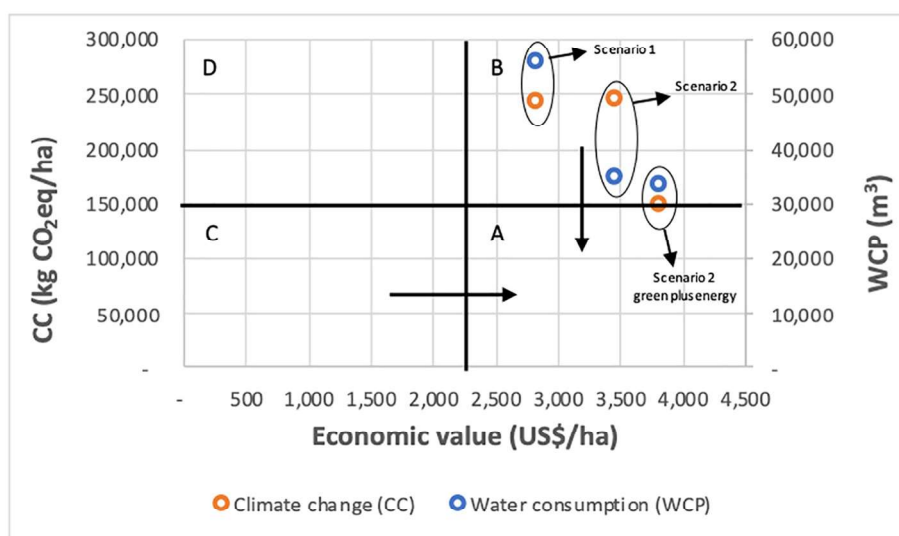 300,000
250,000
200,000
150,000
100,000
50,000
-
CC (kg CO₂eq/ha)
D
B
C
A
Scenario 1
Scenario 2
Scenario 2
green plus energy
60,000
50,000
40,000
30,000
20,000
10,000
-
WCP (m³)
- 500 1,000 1,500 2,000 2,500 3,000 3,500 4,000 4,500
Economic value (US$/ha)
Climate change (CC) Water consumption (WCP)